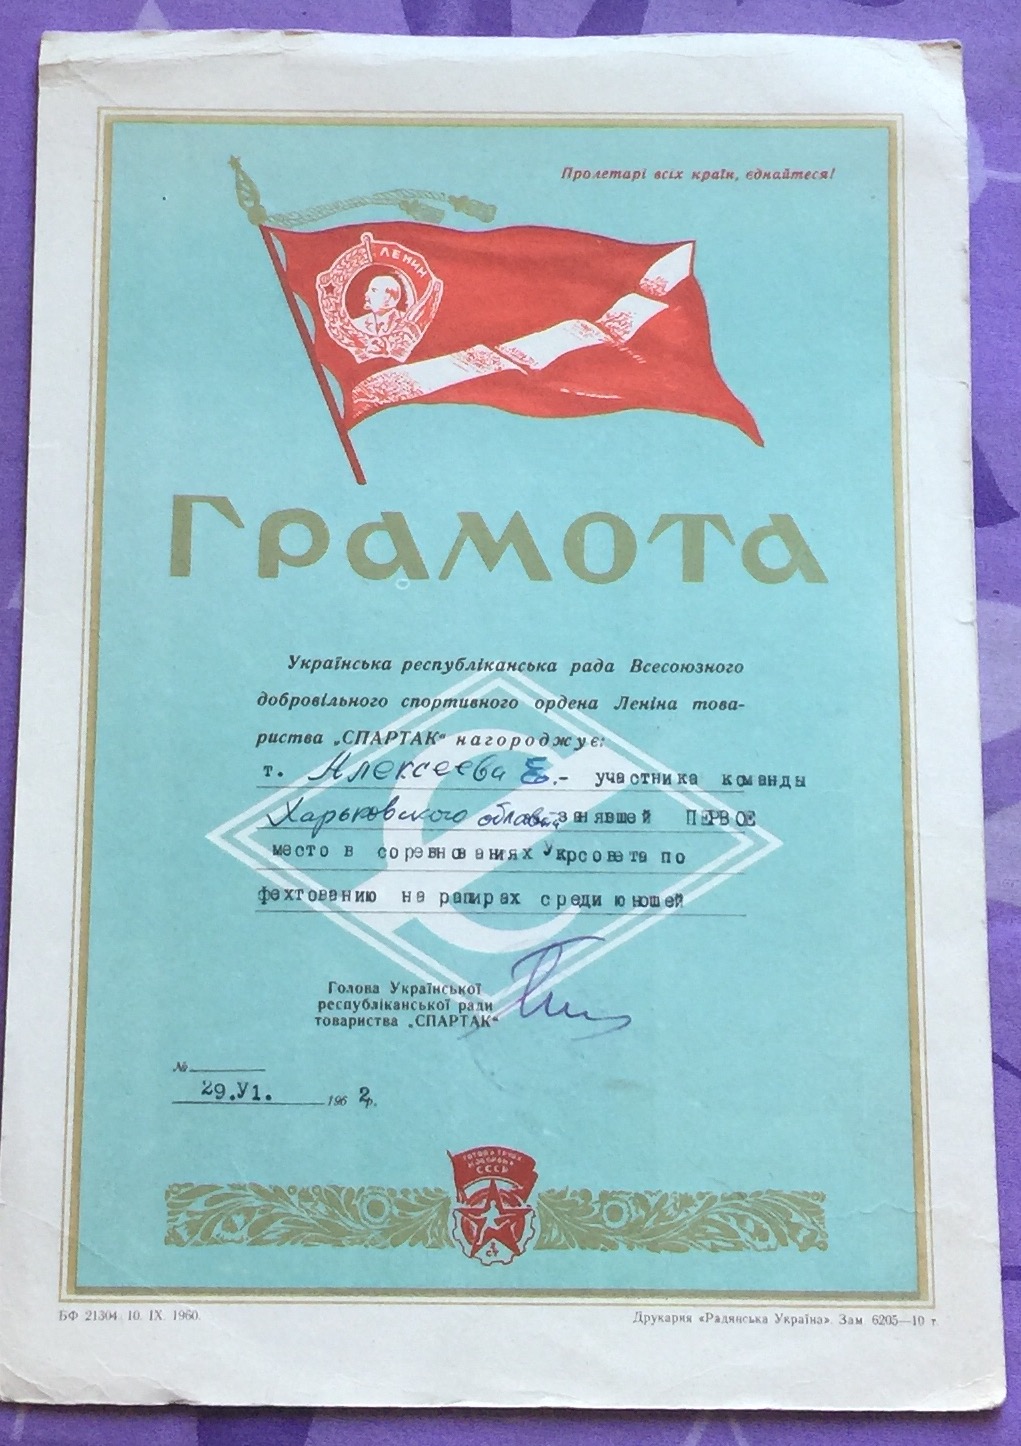 Пролетарі всіх країн, єднайтеся!
ЛЕНИН
Грамота
Українська республіканська рада Всесоюзного
добровільного спортивного ордена Леніна това-
риства „СПАРТАК“ нагороджує:
т. Алексеева Е.- участника команды
Харьковского занявшей ПЕРВОЕ
место в соревнованиях Укрсовета по
фехтованию на рапирах среди юношей
Голова Української
республіканської ради
товариства „СПАРТАК“
№
29.У1. 1962р.
ГОТОВ К ТРУДУ
И ОБОРОНЕ
СССР
БФ 21304. 10. IX. 1960.
Друкарня «Радянська Україна». Зам. 6205—10 т.